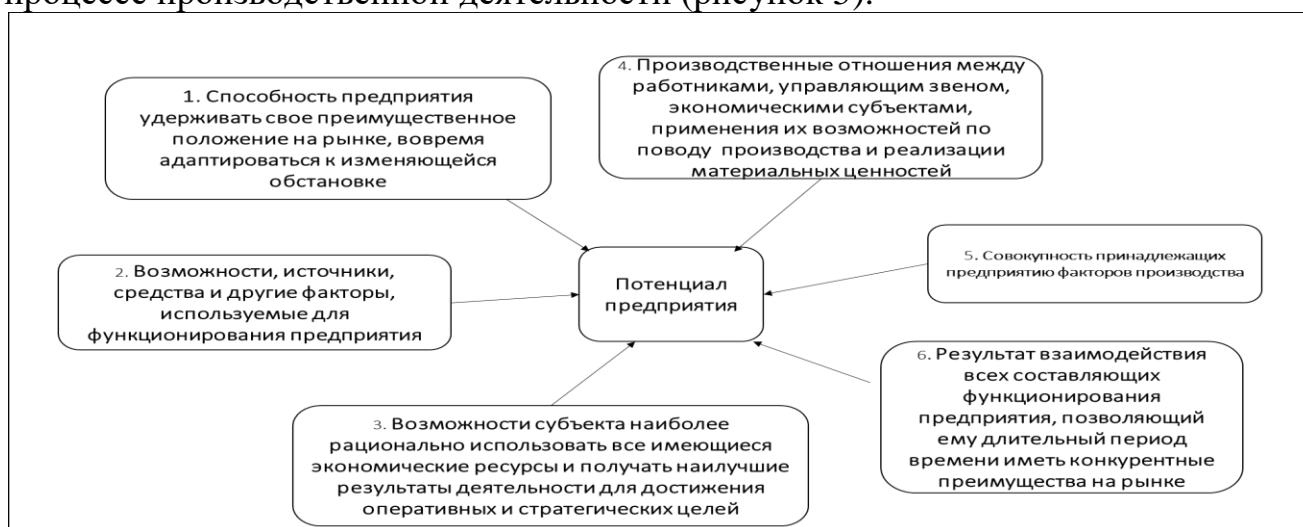 процессе производственной деятельности (рисунок 3).
1. Способность предприятия
удерживать свое преимущественное
положение на рынке, вовремя
адаптироваться к изменяющейся
обстановке
4. Производственные отношения между
работниками, управляющим звеном,
экономическими субъектами,
применения их возможностей по
поводу производства и реализации
материальных ценностей
2. Возможности, источники,
средства и другие факторы,
используемые для
функционирования предприятия
Потенциал
предприятия
5. Совокупность принадлежащих
предприятию факторов производства
3. Возможности субъекта наиболее
рационально использовать все имеющиеся
экономические ресурсы и получать наилучшие
результаты деятельности для достижения
оперативных и стратегических целей
6. Результат взаимодействия
всех составляющих
функционирования
предприятия, позволяющий
ему длительный период
времени иметь конкурентные
преимущества на рынке